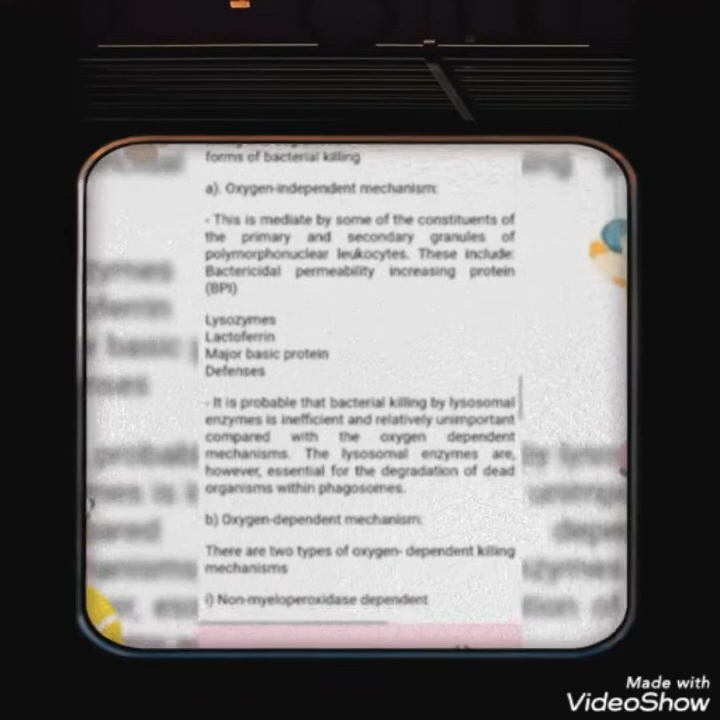 forms of bacterial killing
a). Oxygen-independent mechanism:
- This is mediate by some of the constituents of
the primary and secondary granules of
polymorphonuclear leukocytes. These include:
Bactericidal permeability increasing protein
(BPI)
Lysozymes
Lactoferrin
Major basic protein
Defenses
- It is probable that bacterial killing by lysosomal
enzymes is inefficient and relatively unimportant
compared with the oxygen dependent
mechanisms. The lysosomal enzymes are,
however, essential for the degradation of dead
organisms within phagosomes.
b) Oxygen-dependent mechanism:
There are two types of oxygen- dependent killing
mechanisms
i) Non-myeloperoxidase dependent
Made with
VideoShow